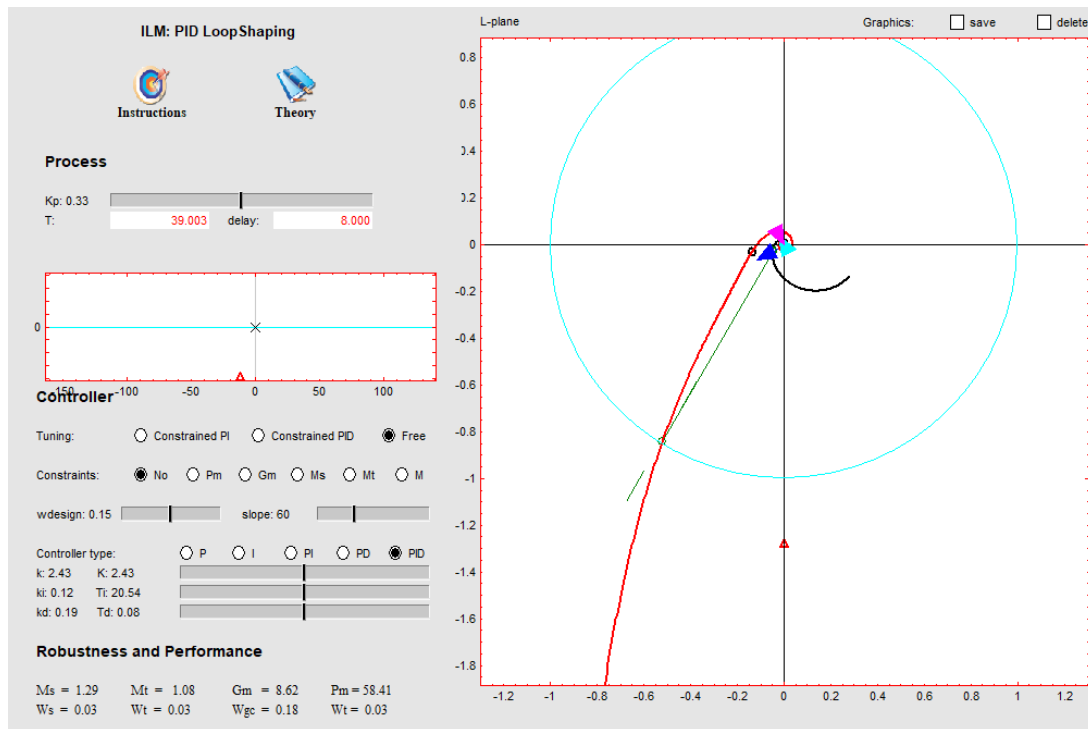 ILM: PID LoopShaping
Instructions Theory
Process
Kp: 0.33
T: 39.003 delay: 8.000
0
-150 -100 -50 0 50 100
Controller
Tuning: Constrained PI Constrained PID Free
Constraints: No Pm Gm Ms Mt M
wdesign: 0.15 slope: 60
Controller type: P I PI PD PID
k: 2.43 K: 2.43
ki: 0.12 Ti: 20.54
kd: 0.19 Td: 0.08
Robustness and Performance
Ms = 1.29 Mt = 1.08 Gm = 8.62 Pm = 58.41
Ws = 0.03 Wt = 0.03 Wgc = 0.18 Wt = 0.03
L-plane Graphics: save delete
0.8
0.6
0.4
0.2
0
-0.2
-0.4
-0.6
-0.8
-1
-1.2
-1.4
-1.6
-1.8
-1.2 -1 -0.8 -0.6 -0.4 -0.2 0 0.2 0.4 0.6 0.8 1 1.2